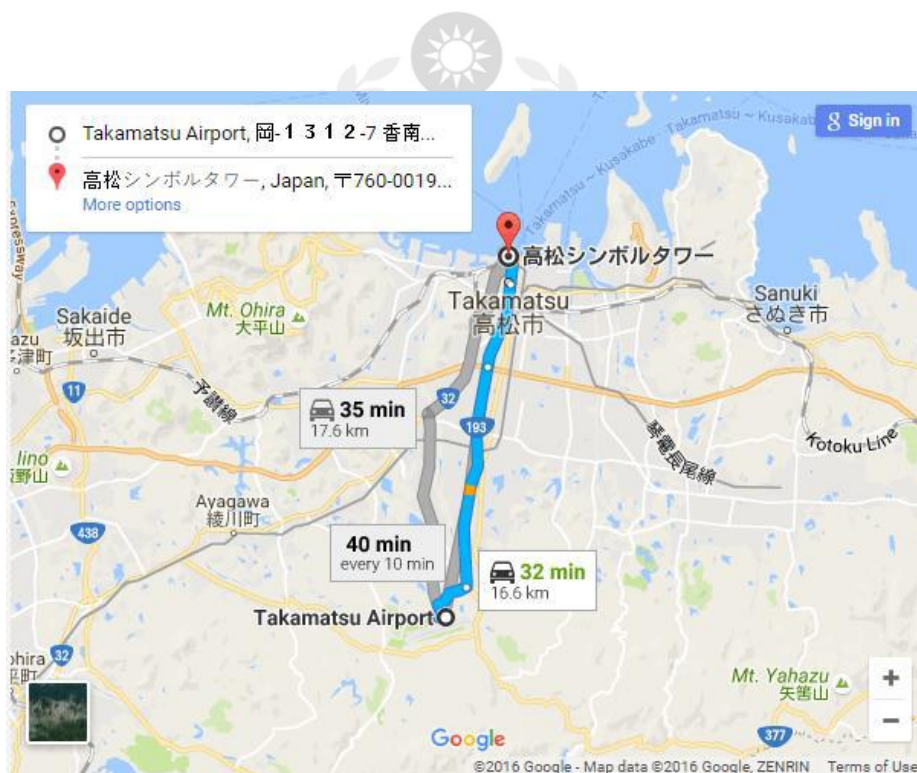 Takamatsu Airport, 岡-１３１２-7 香南...
高松シンボルタワー, Japan, 〒760-0019...
More options
Sign in
Takamatsu ~ Kusakabe
Takamatsu ~ Kusakabe
高松シンボルタワー
Expressway
Mt. Ohira
大平山
Takamatsu
高松市
Sanuki
さぬき市
Sakaide
坂出市
11
予讃線
35 min
17.6 km
32
193
琴電長尾線
Kotoku Line
Iino
Ayagawa
綾川町
438
40 min
every 10 min
32 min
16.6 km
Takamatsu Airport
32
Mt. Yahazu
矢筈山
+
−
377
Google
©2016 Google - Map data ©2016 Google, ZENRIN Terms of Use